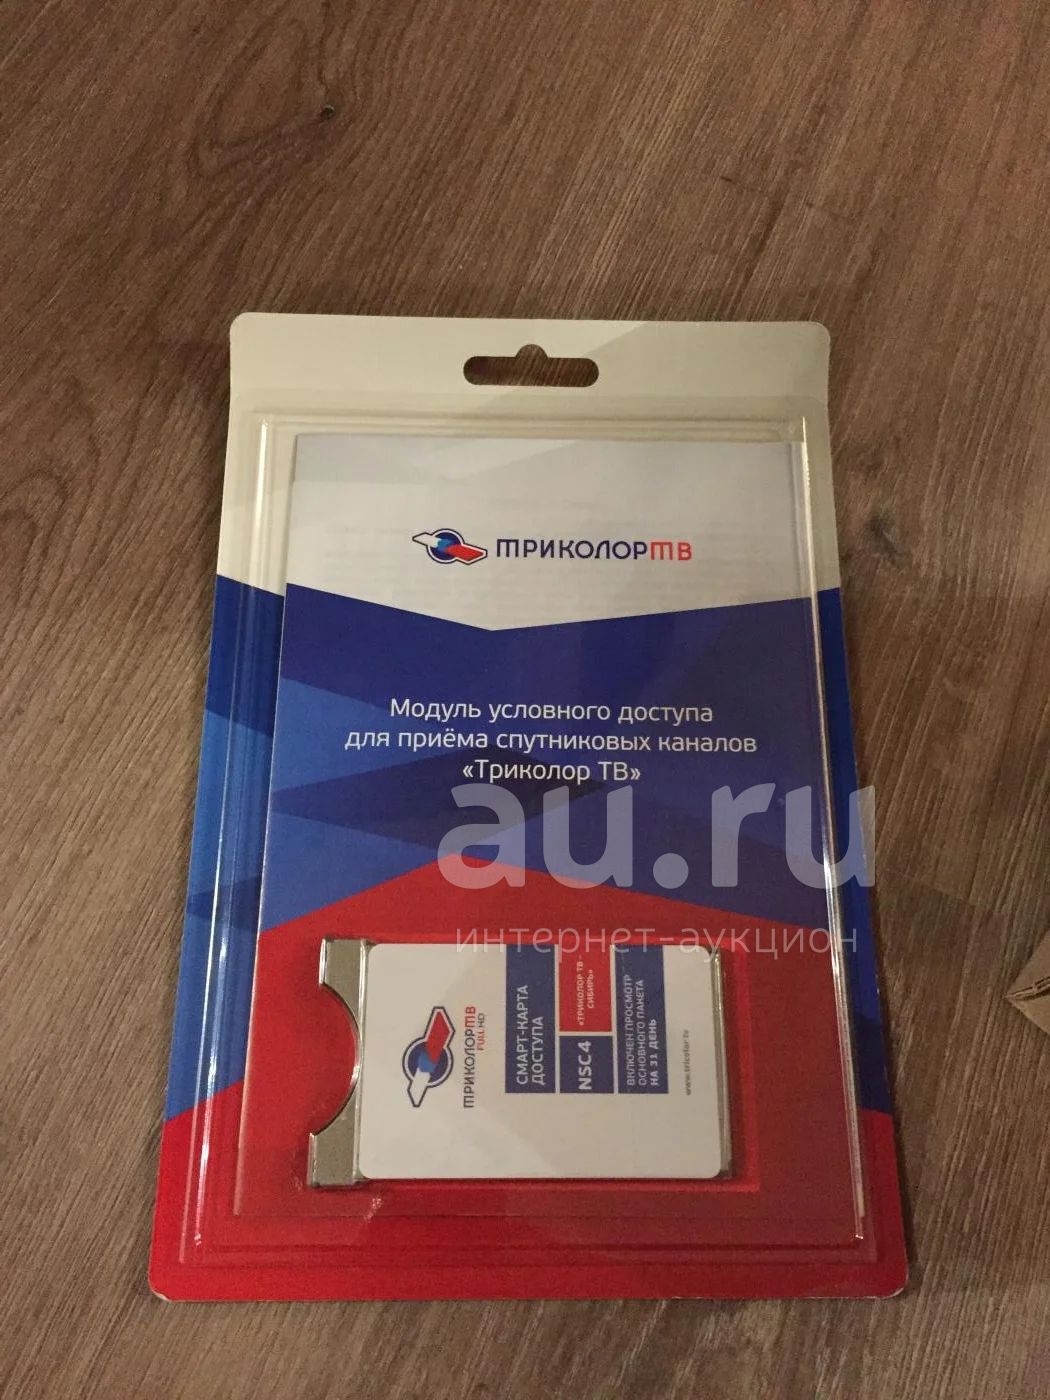 ТРИКОЛОРТВ
Модуль условного доступа
для приёма спутниковых каналов
«Триколор ТВ»
au.ru
интернет-аукцион
ТРИКОЛОРТВ
FULL HD
СМАРТ-КАРТА
ДОСТУПА
NSC4
«ТРИКОЛОР ТВ -
СИБИРЬ»
ВКЛЮЧЕН ПРОСМОТР
ОСНОВНОГО ПАКЕТА
НА 31 ДЕНЬ
www.tricolor.tv